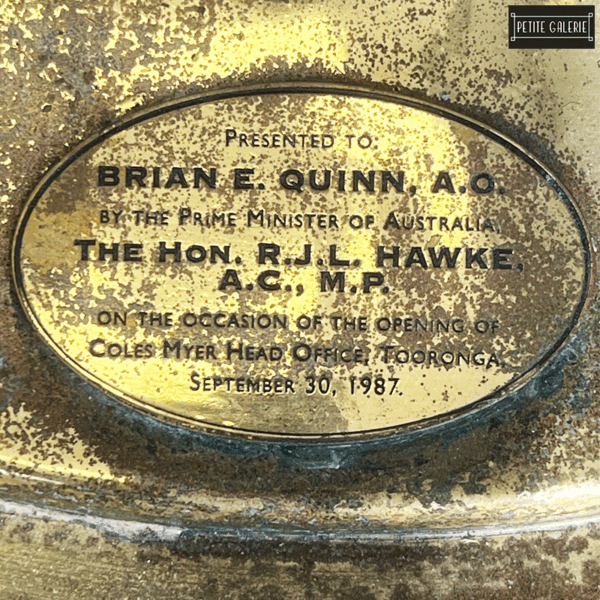 PETITE GALERIE
PRESENTED TO
BRIAN E. QUINN, A.O.
BY THE PRIME MINISTER OF AUSTRALIA,
THE HON. R.J.L. HAWKE,
A.C., M.P.
ON THE OCCASION OF THE OPENING OF
COLES MYER HEAD OFFICE, TOORONGA
SEPTEMBER 30, 1987.